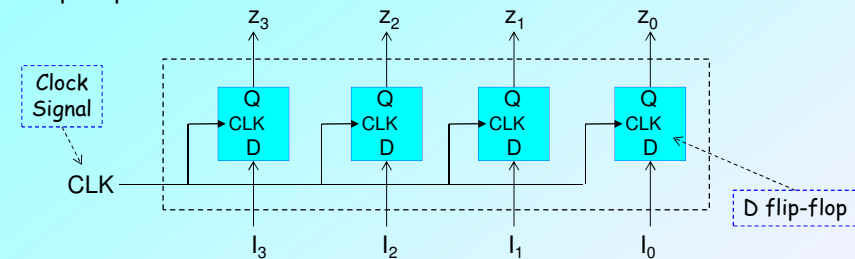 z3 z2 z1 z0
Clock
Signal
Q Q Q Q
CLK CLK CLK CLK
D D D D
CLK
D flip-flop
I3 I2 I1 I0